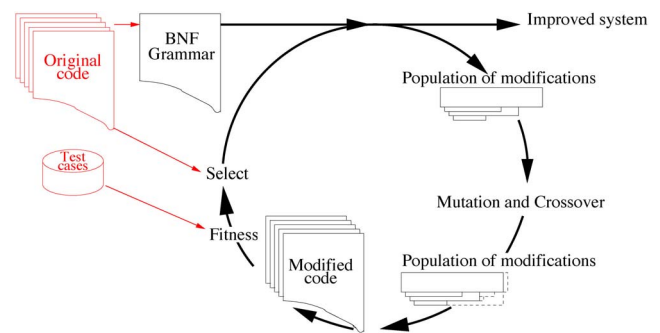 Improved system
BNF
Grammar
Original
code
Population of modifications
Test
cases
Select
Mutation and Crossover
Fitness
Population of modifications
Modified
code